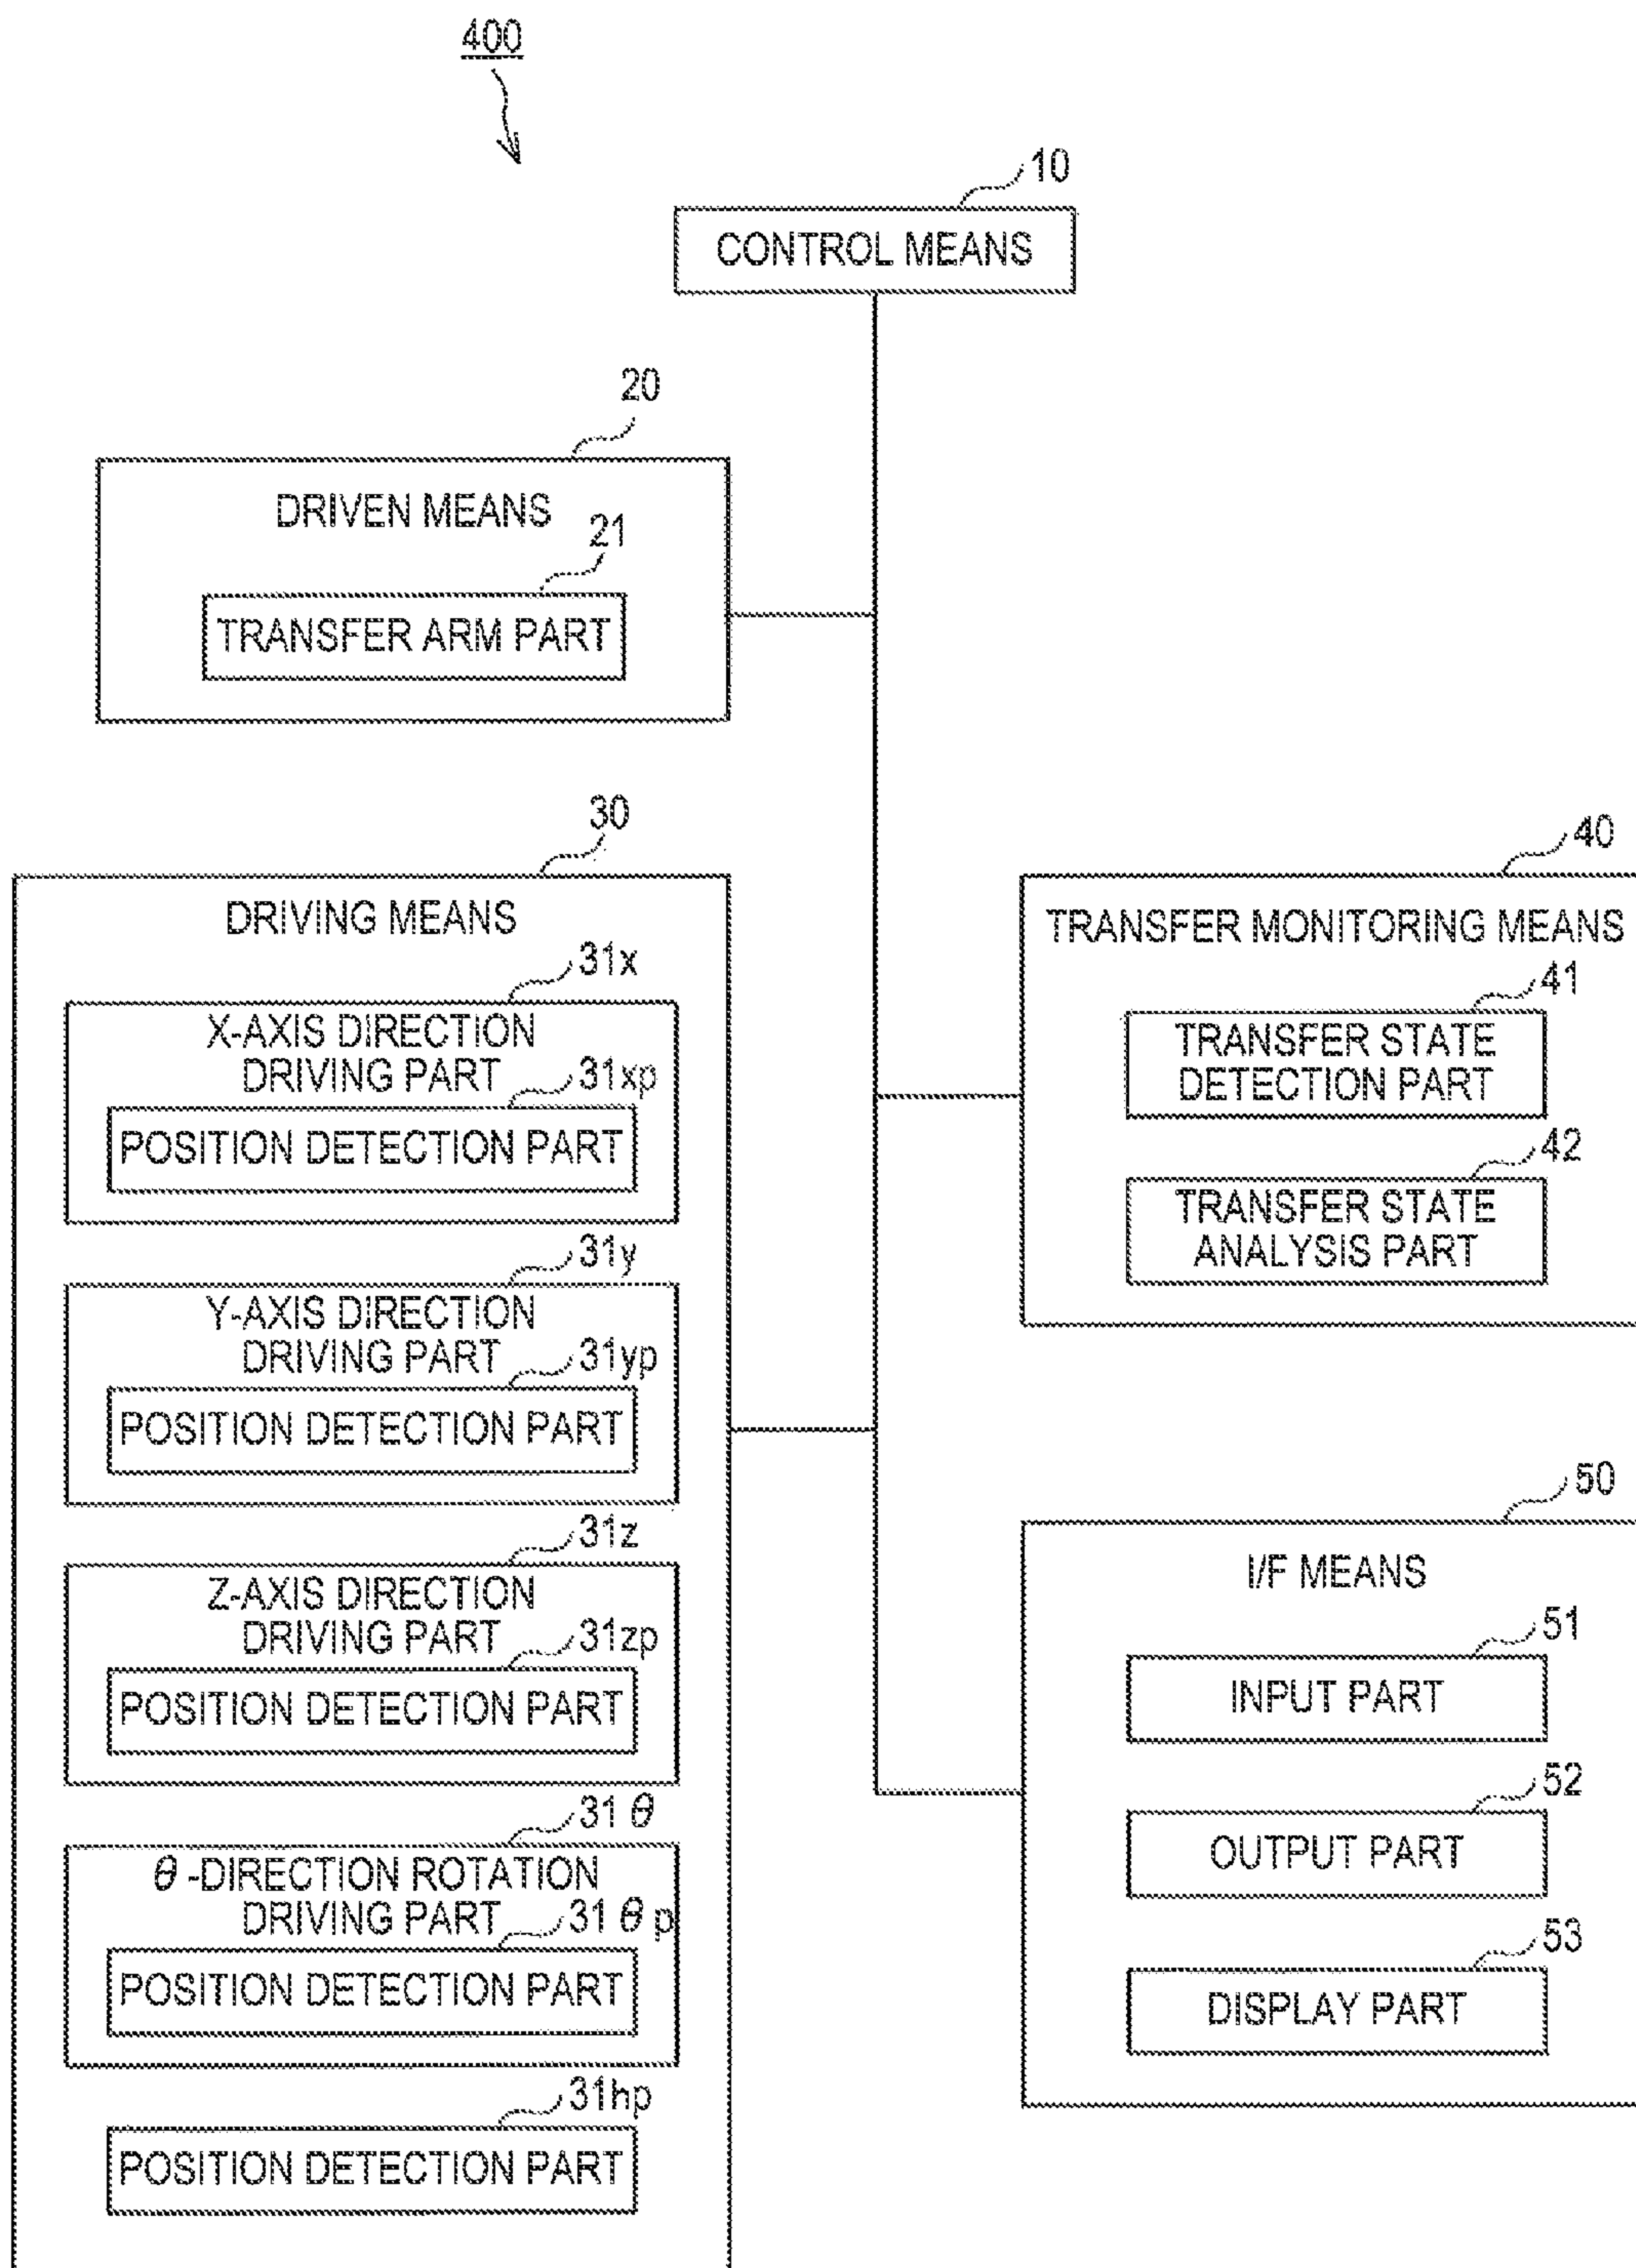 400
10
CONTROL MEANS
20
DRIVEN MEANS
21
TRANSFER ARM PART
30
DRIVING MEANS
31x
X-AXIS DIRECTION
DRIVING PART
31xp
POSITION DETECTION PART
31y
Y-AXIS DIRECTION
DRIVING PART
31yp
POSITION DETECTION PART
31z
Z-AXIS DIRECTION
DRIVING PART
31zp
POSITION DETECTION PART
31θ
θ-DIRECTION ROTATION
DRIVING PART
31θp
POSITION DETECTION PART
31hp
POSITION DETECTION PART
40
TRANSFER MONITORING MEANS
41
TRANSFER STATE
DETECTION PART
42
TRANSFER STATE
ANALYSIS PART
50
I/F MEANS
51
INPUT PART
52
OUTPUT PART
53
DISPLAY PART